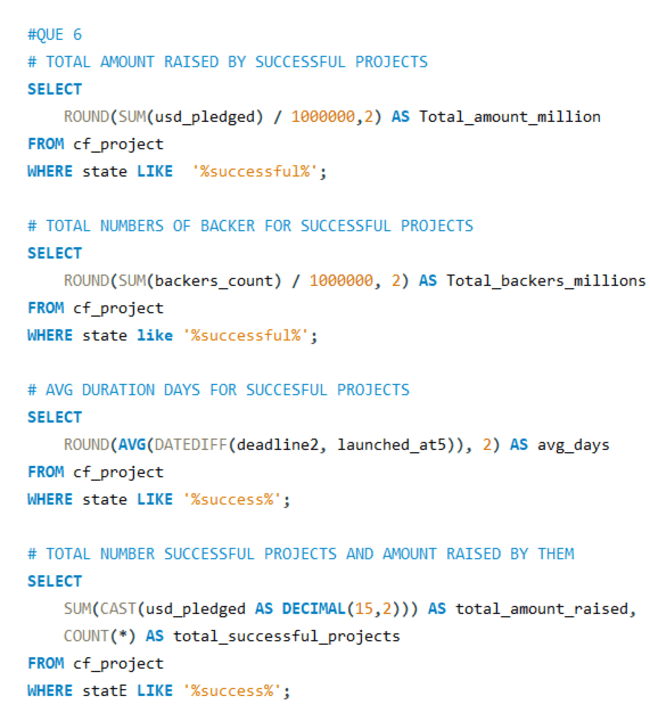 #QUE 6
# TOTAL AMOUNT RAISED BY SUCCESSFUL PROJECTS
SELECT
ROUND(SUM(usd_pledged) / 1000000,2) AS Total_amount_million
FROM cf_project
WHERE state LIKE  '%successful%';
# TOTAL NUMBERS OF BACKER FOR SUCCESSFUL PROJECTS
SELECT
ROUND(SUM(backers_count) / 1000000, 2) AS Total_backers_millions
FROM cf_project
WHERE state like '%successful%';
# AVG DURATION DAYS FOR SUCCESFUL PROJECTS
SELECT
ROUND(AVG(DATEDIFF(deadline2, launched_at5)), 2) AS avg_days
FROM cf_project
WHERE state LIKE '%success%';
# TOTAL NUMBER SUCCESSFUL PROJECTS AND AMOUNT RAISED BY THEM
SELECT
SUM(CAST(usd_pledged AS DECIMAL(15,2))) AS total_amount_raised,
COUNT(*) AS total_successful_projects
FROM cf_project
WHERE statE LIKE '%success%';